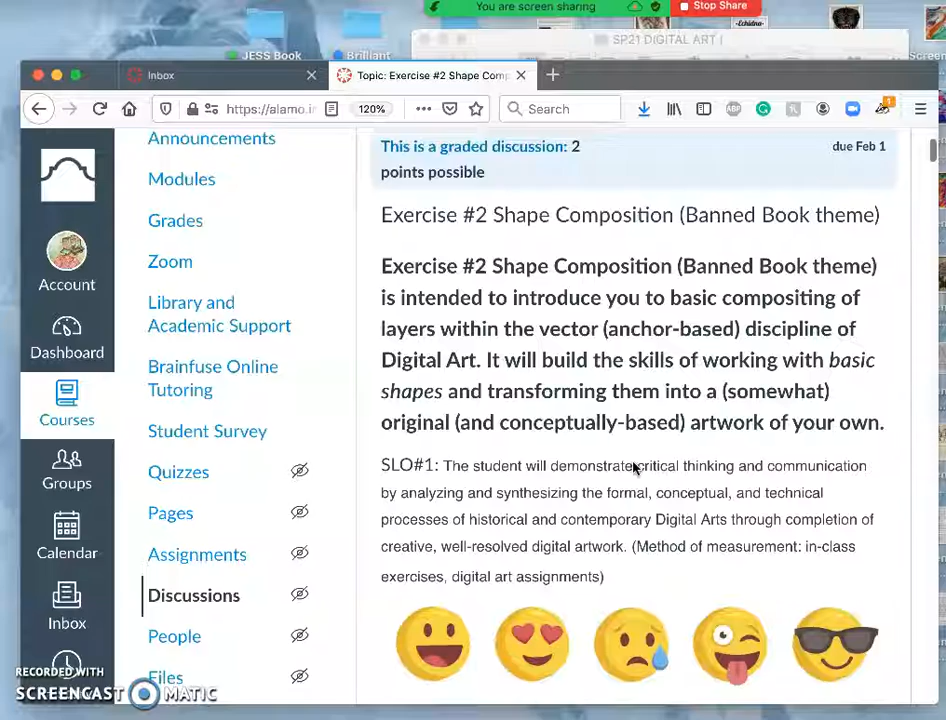 You are screen sharing
Stop Share
Echidna
JESS Book
Brilliant
SP21 DIGITAL ART I
Screen
Inbox
Topic: Exercise #2 Shape Comp
https://alamo.in
120%
Search
ABP
1
Announcements
Modules
Grades
Zoom
Library and
Academic Support
Brainfuse Online
Tutoring
Student Survey
Quizzes
Pages
Assignments
Discussions
People
Files
Account
Dashboard
Courses
Groups
Calendar
Inbox
This is a graded discussion: 2
points possible
due Feb 1
Exercise #2 Shape Composition (Banned Book theme)
Exercise #2 Shape Composition (Banned Book theme)
is intended to introduce you to basic compositing of
layers within the vector (anchor-based) discipline of
Digital Art. It will build the skills of working with basic
shapes and transforming them into a (somewhat)
original (and conceptually-based) artwork of your own.
SLO#1: The student will demonstrate critical thinking and communication
by analyzing and synthesizing the formal, conceptual, and technical
processes of historical and contemporary Digital Arts through completion of
creative, well-resolved digital artwork. (Method of measurement: in-class
exercises, digital art assignments)
RECORDED WITH
SCREENCAST MATIC